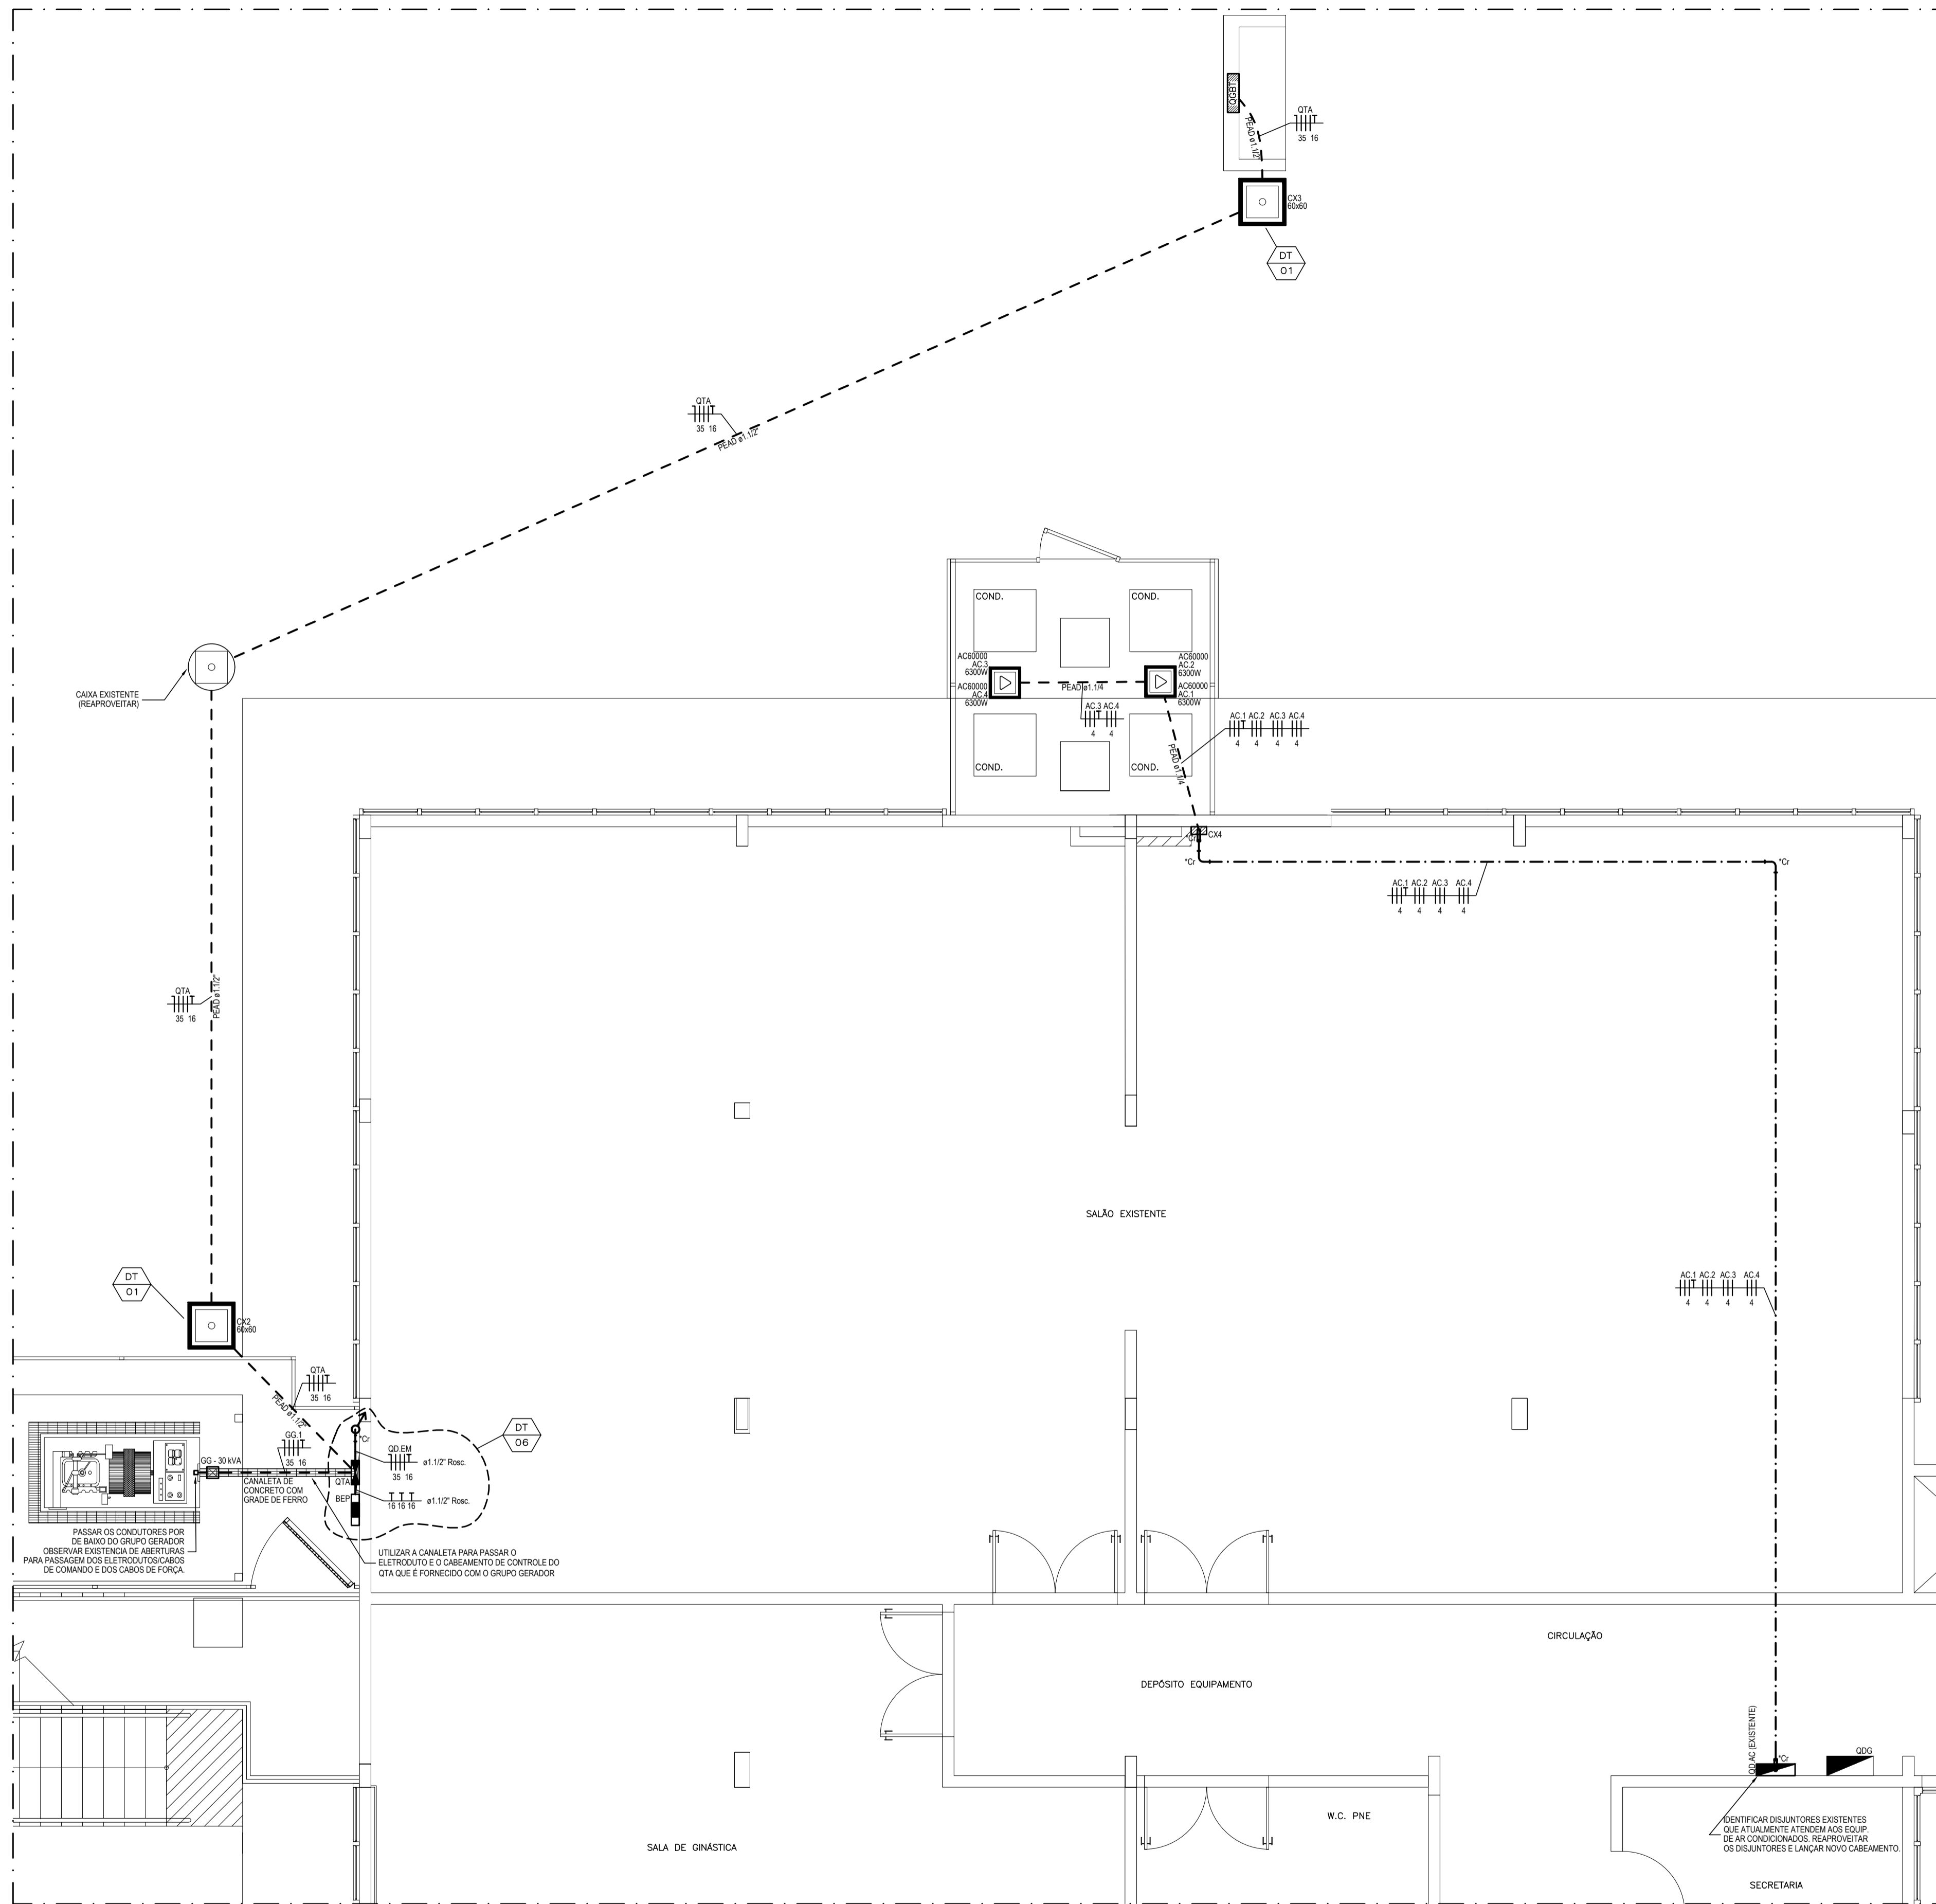 QGBT
PEAD ø1.1/2"
QTA
35 16
CX3
60x60
DT
01
QTA
35 16
PEAD ø1.1/2"
CAIXA EXISTENTE
(REAPROVEITAR)
COND.
COND.
AC60000
AC.3
6300W
AC60000
AC.4
6300W
AC60000
AC.2
6300W
AC60000
AC.1
6300W
PEAD ø1.1/4
AC.3 AC.4
4 4
AC.1 AC.2 AC.3 AC.4
4 4 4 4
PEAD ø1.1/4
COND.
COND.
*Cr
CX4
*Cr
*Cr
AC.1 AC.2 AC.3 AC.4
4 4 4 4
QTA
35 16
PEAD ø1.1/2"
SALÃO EXISTENTE
DT
01
CX2
60x60
AC.1 AC.2 AC.3 AC.4
4 4 4 4
QTA
35 16
PEAD ø1.1/2"
GG.1
35 16
*Cr
QD.EM
35 16
ø1.1/2" Rosc.
DT
06
GG - 30 kVA
CANALETA DE
CONCRETO COM
GRADE DE FERRO
QTA
BEP
16 16 16
ø1.1/2" Rosc.
PASSAR OS CONDUTORES POR
DE BAIXO DO GRUPO GERADOR
OBSERVAR EXISTENCIA DE ABERTURAS
PARA PASSAGEM DOS ELETRODUTOS/CABOS
DE COMANDO E DOS CABOS DE FORÇA.
UTILIZAR A CANALETA PARA PASSAR O
ELETRODUTO E O CABEAMENTO DE CONTROLE DO
QTA QUE É FORNECIDO COM O GRUPO GERADOR
CIRCULAÇÃO
DEPÓSITO EQUIPAMENTO
QD.AC (EXISTENTE)
*Cr
QDG
W.C. PNE
SALA DE GINÁSTICA
IDENTIFICAR DISJUNTORES EXISTENTES
QUE ATUALMENTE ATENDEM AOS EQUIP.
DE AR CONDICIONADOS. REAPROVEITAR
OS DISJUNTORES E LANÇAR NOVO CABEAMENTO.
SECRETARIA